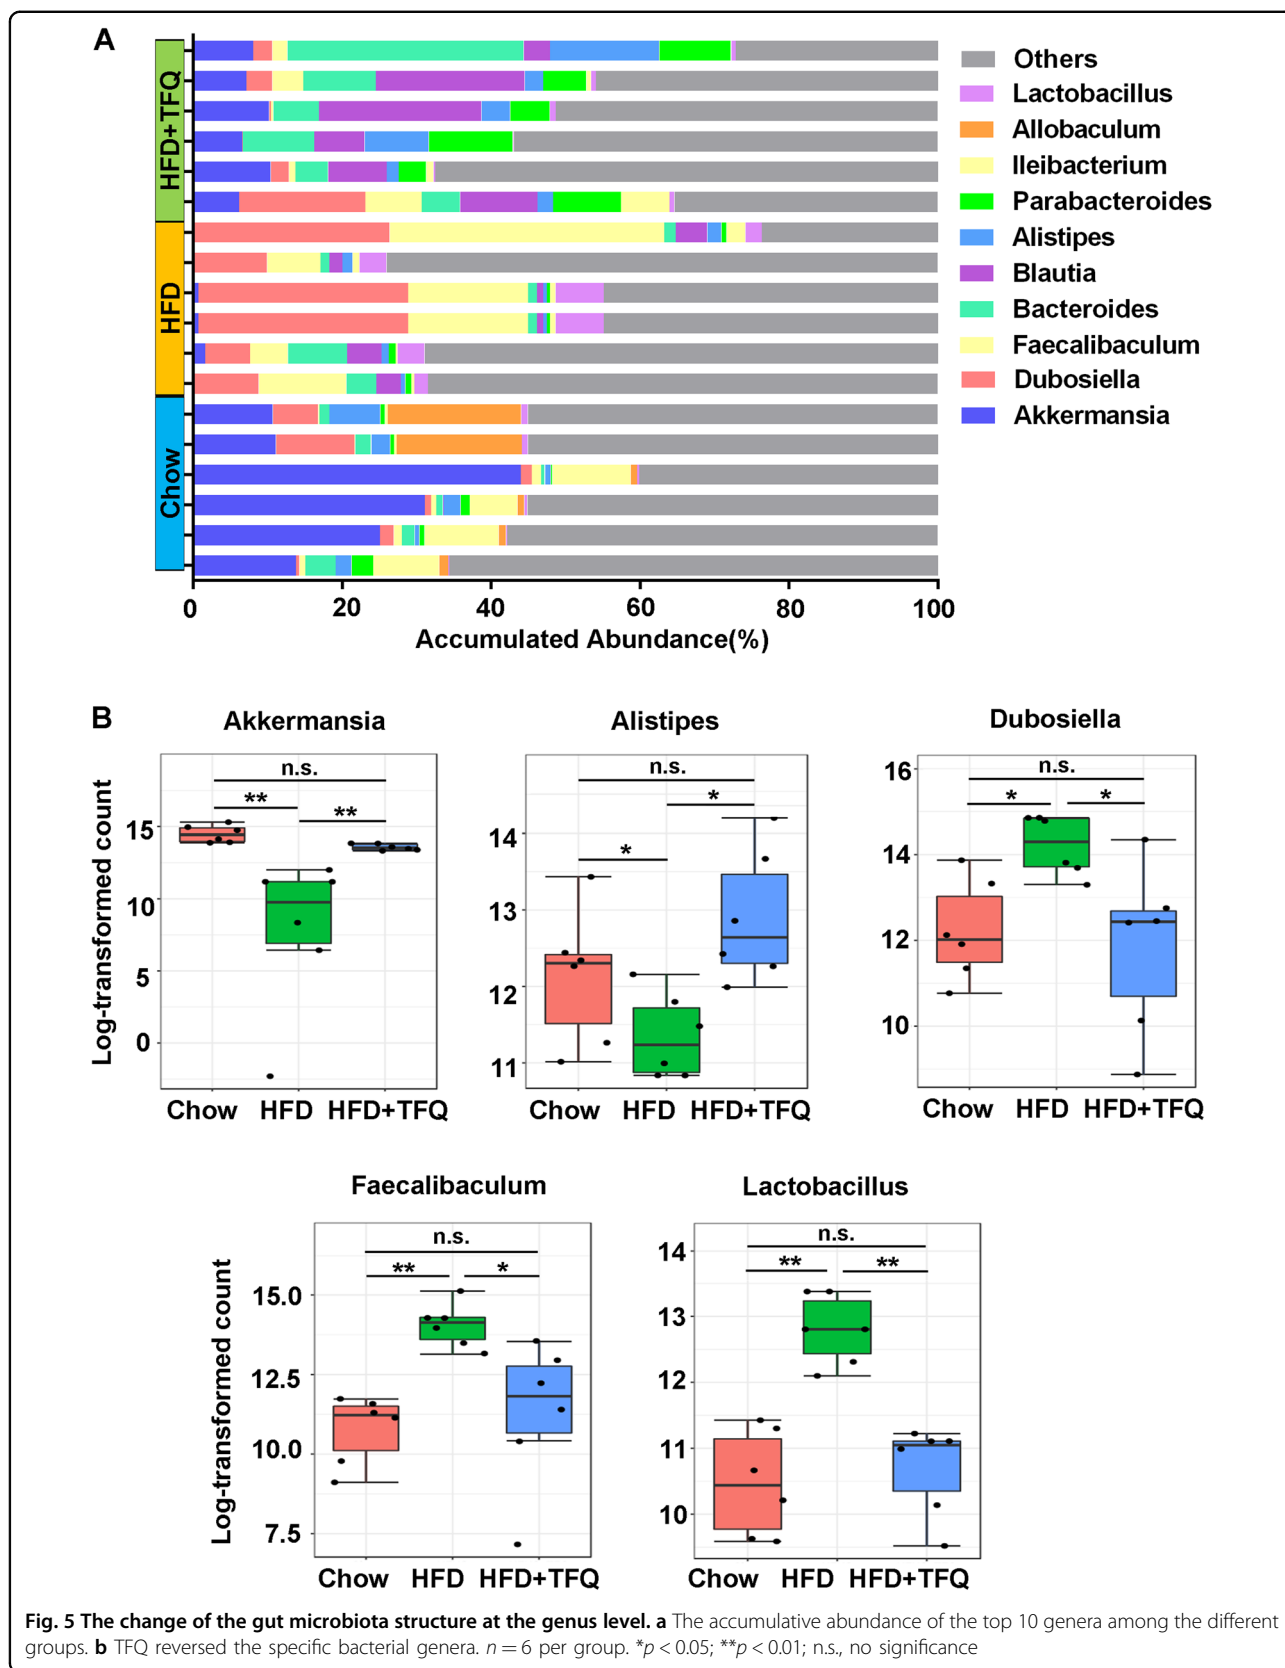 A
HFD+TFQ
HFD
Chow
Others
Lactobacillus
Allobaculum
Ileibacterium
Parabacteroides
Alistipes
Blautia
Bacteroides
Faecalibaculum
Dubosiella
Akkermansia
0 20 40 60 80 100
Accumulated Abundance(%)
B
Akkermansia
Log-transformed count
n.s.
** **
15
10
5
0
Chow HFD HFD+TFQ
Alistipes
n.s.
*
*
14
13
12
11
Chow HFD HFD+TFQ
Dubosiella
16
n.s.
* *
14
12
10
Chow HFD HFD+TFQ
Faecalibaculum
Log-transformed count
n.s.
** *
15.0
12.5
10.0
7.5
Chow HFD HFD+TFQ
Lactobacillus
14
n.s.
** **
13
12
11
10
Chow HFD HFD+TFQ
Fig. 5 The change of the gut microbiota structure at the genus level. a The accumulative abundance of the top 10 genera among the different
groups. b TFQ reversed the specific bacterial genera. n = 6 per group. *p < 0.05; **p < 0.01; n.s., no significance